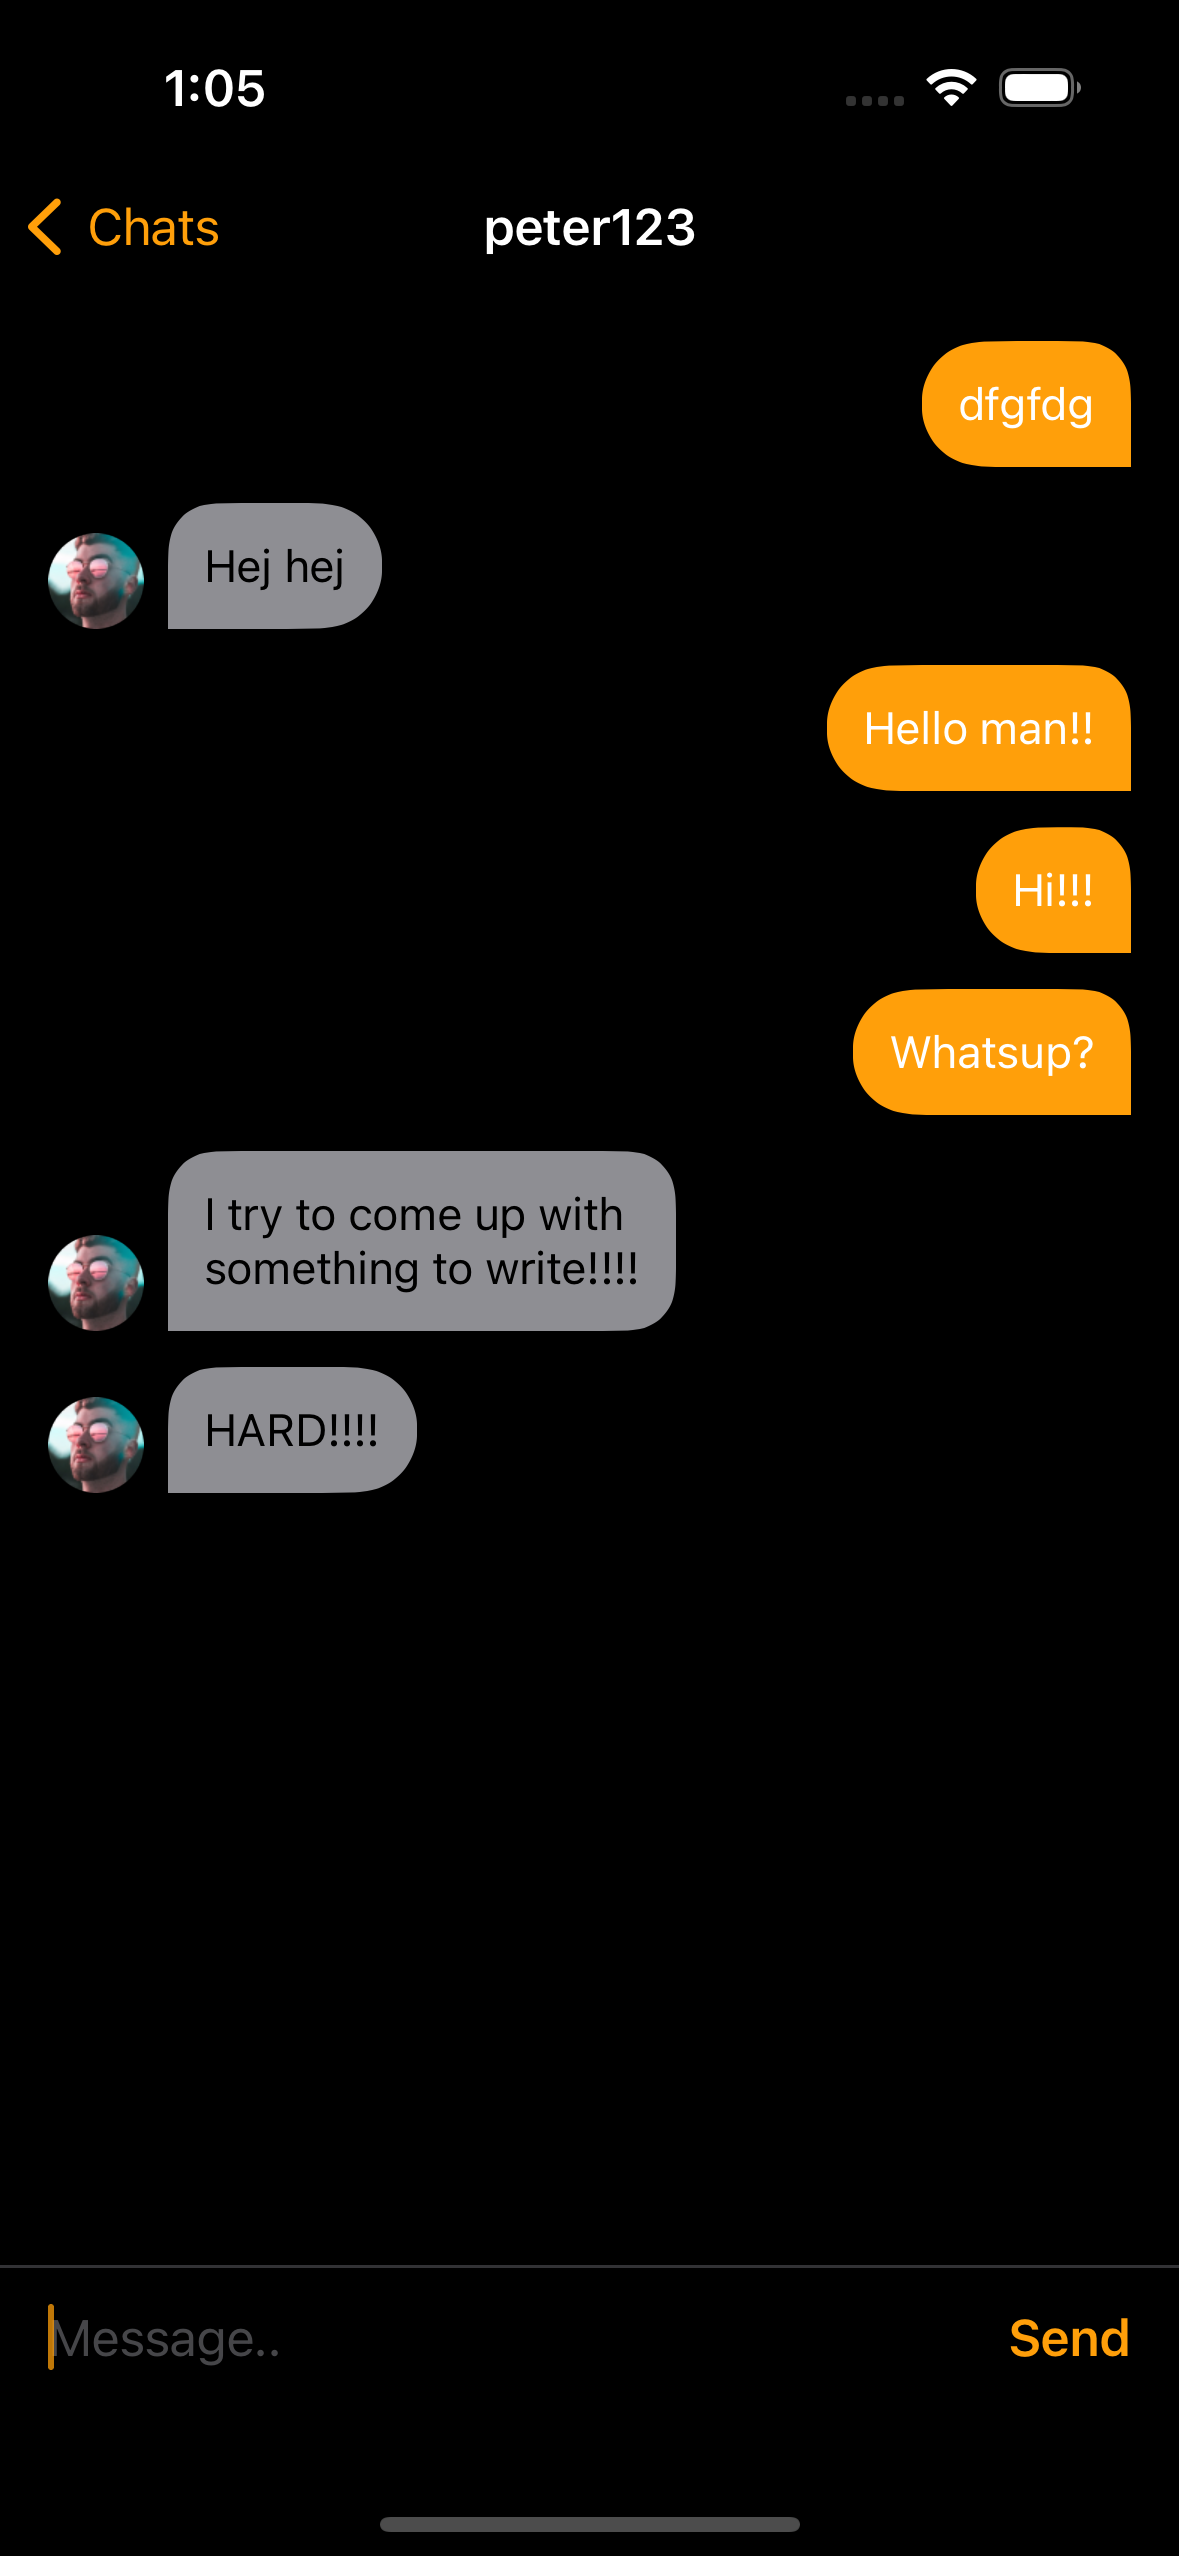 1:05
Chats
peter123
dfgfdg
Hej hej
Hello man!!
Hi!!!
Whatsup?
I try to come up with
something to write!!!!
HARD!!!!
Message..
Send